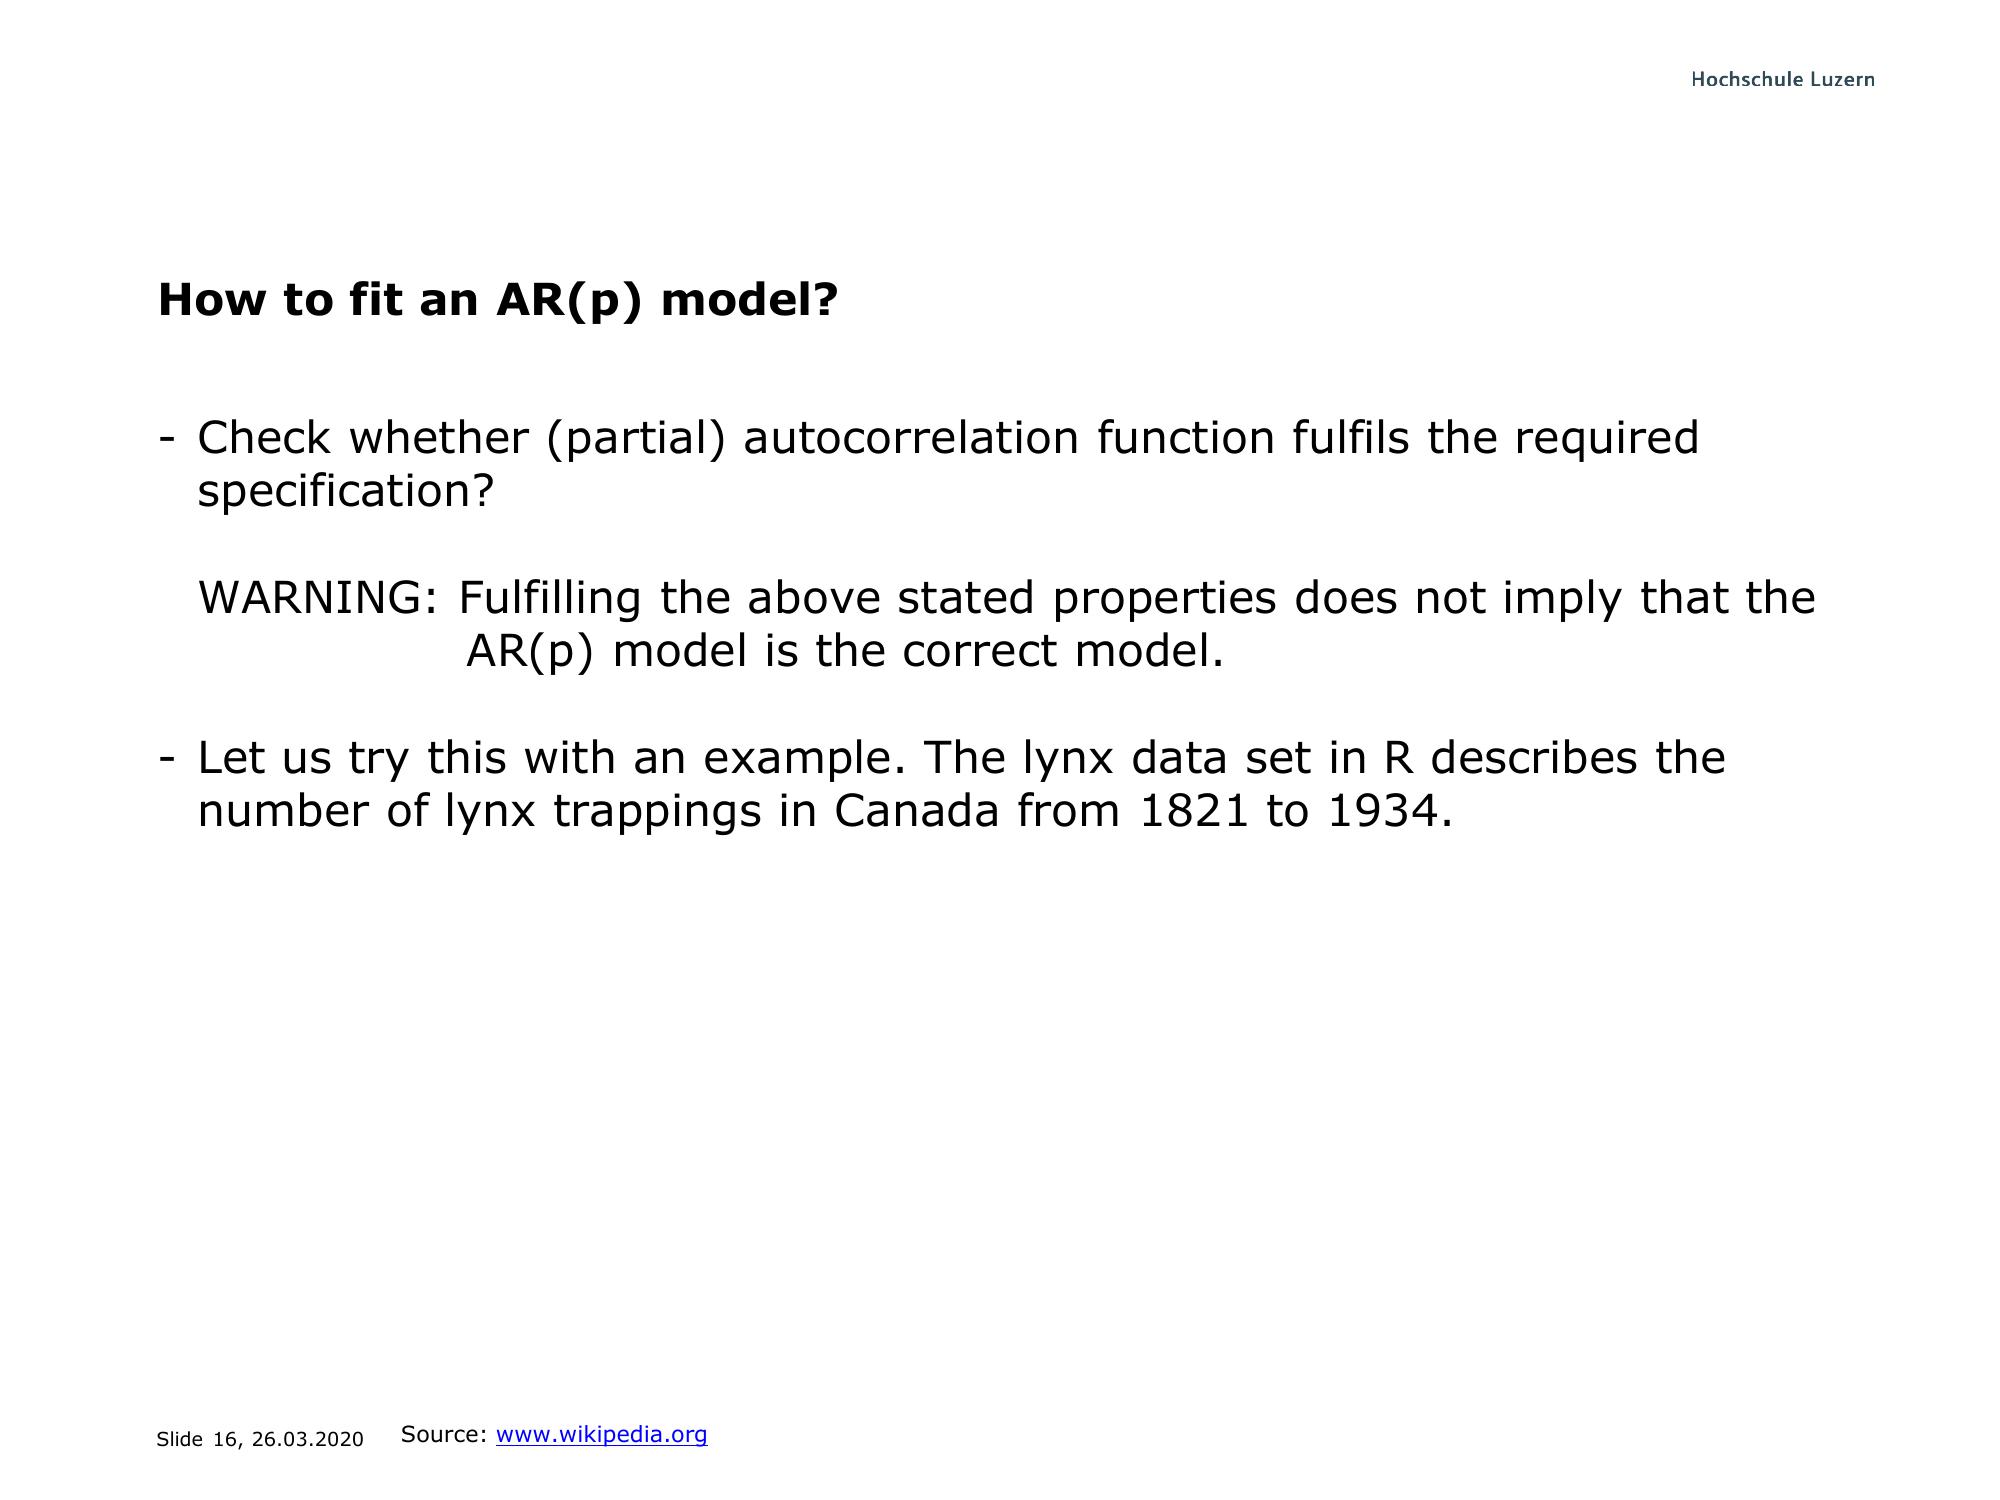 Hochschule Luzern
How to fit an AR(p) model?
- Check whether (partial) autocorrelation function fulfils the required
specification?
WARNING: Fulfilling the above stated properties does not imply that the
AR(p) model is the correct model.
- Let us try this with an example. The lynx data set in R describes the
number of lynx trappings in Canada from 1821 to 1934.
Slide 16, 26.03.2020 Source: www.wikipedia.org